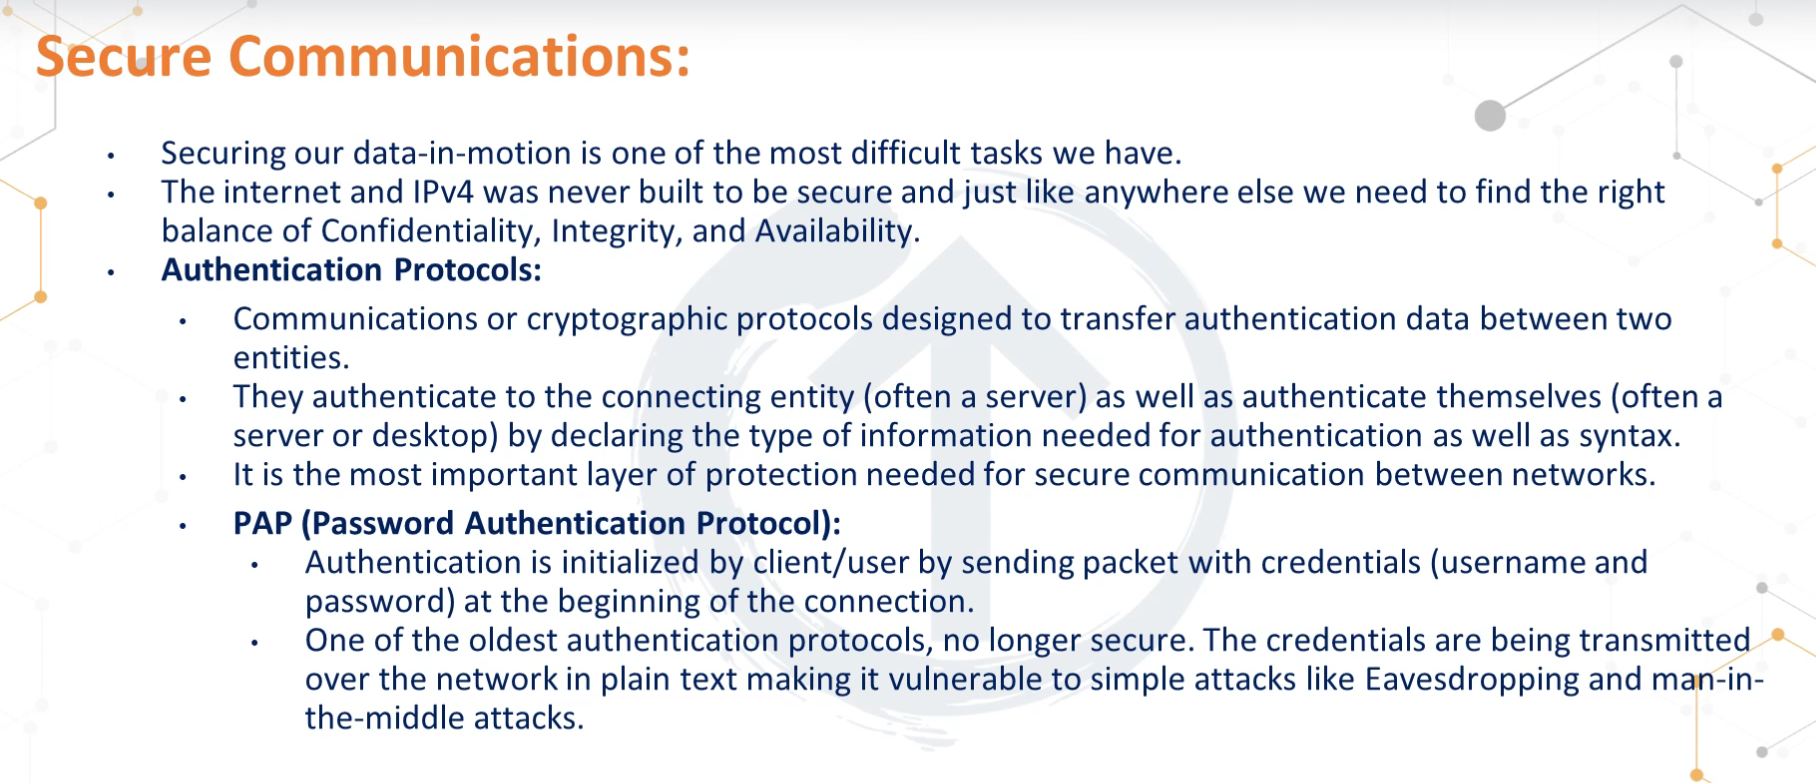 Secure Communications:
• Securing our data-in-motion is one of the most difficult tasks we have.
• The internet and IPv4 was never built to be secure and just like anywhere else we need to find the right
balance of Confidentiality, Integrity, and Availability.
• Authentication Protocols:
• Communications or cryptographic protocols designed to transfer authentication data between two
entities.
• They authenticate to the connecting entity (often a server) as well as authenticate themselves (often a
server or desktop) by declaring the type of information needed for authentication as well as syntax.
• It is the most important layer of protection needed for secure communication between networks.
• PAP (Password Authentication Protocol):
• Authentication is initialized by client/user by sending packet with credentials (username and
password) at the beginning of the connection.
• One of the oldest authentication protocols, no longer secure. The credentials are being transmitted
over the network in plain text making it vulnerable to simple attacks like Eavesdropping and man-in-
the-middle attacks.